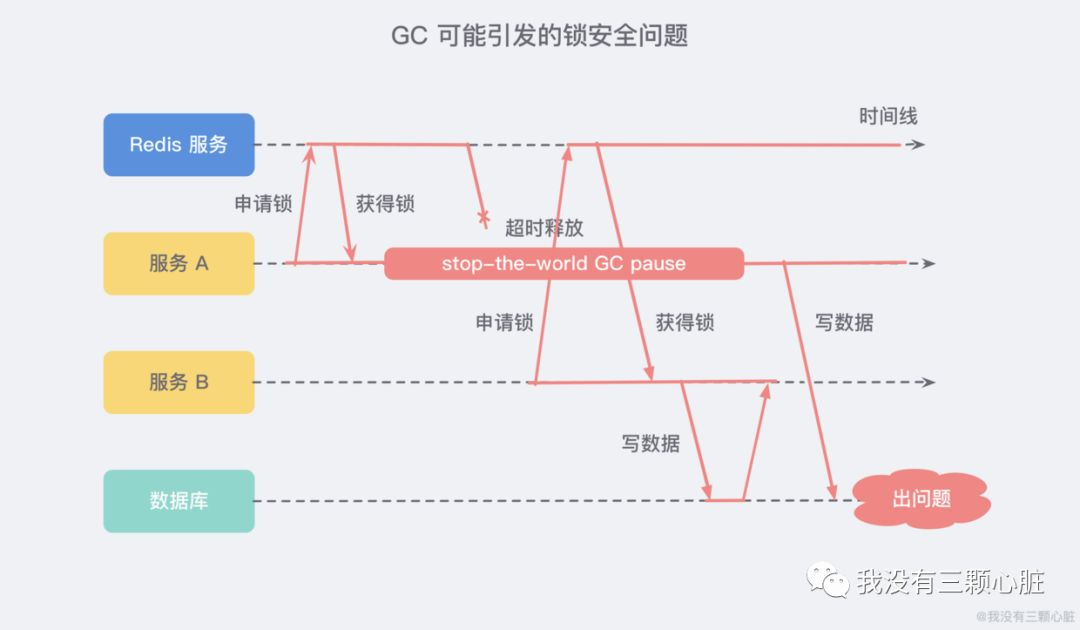 GC 可能引发的锁安全问题
时间线
Redis 服务
申请锁
获得锁
超时释放
服务 A
stop-the-world GC pause
申请锁
获得锁
写数据
服务 B
写数据
数据库
出问题
我没有三颗心脏
@我没有三颗心脏